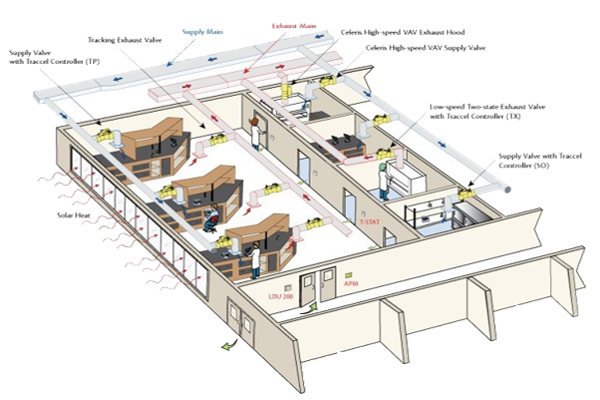 Exhaust Main
Supply Main
Celeris High-speed VAV Exhaust Hood
Tracking Exhaust Valve
Celeris High-speed VAV Supply Valve
Supply Valve
with Traccel Controller (TP)
Low-speed Two-state Exhaust Valve
with Traccel Controller (TX)
Supply Valve with Traccel
Controller (SO)
Solar Heat
T-STAT
LDU 200
APM